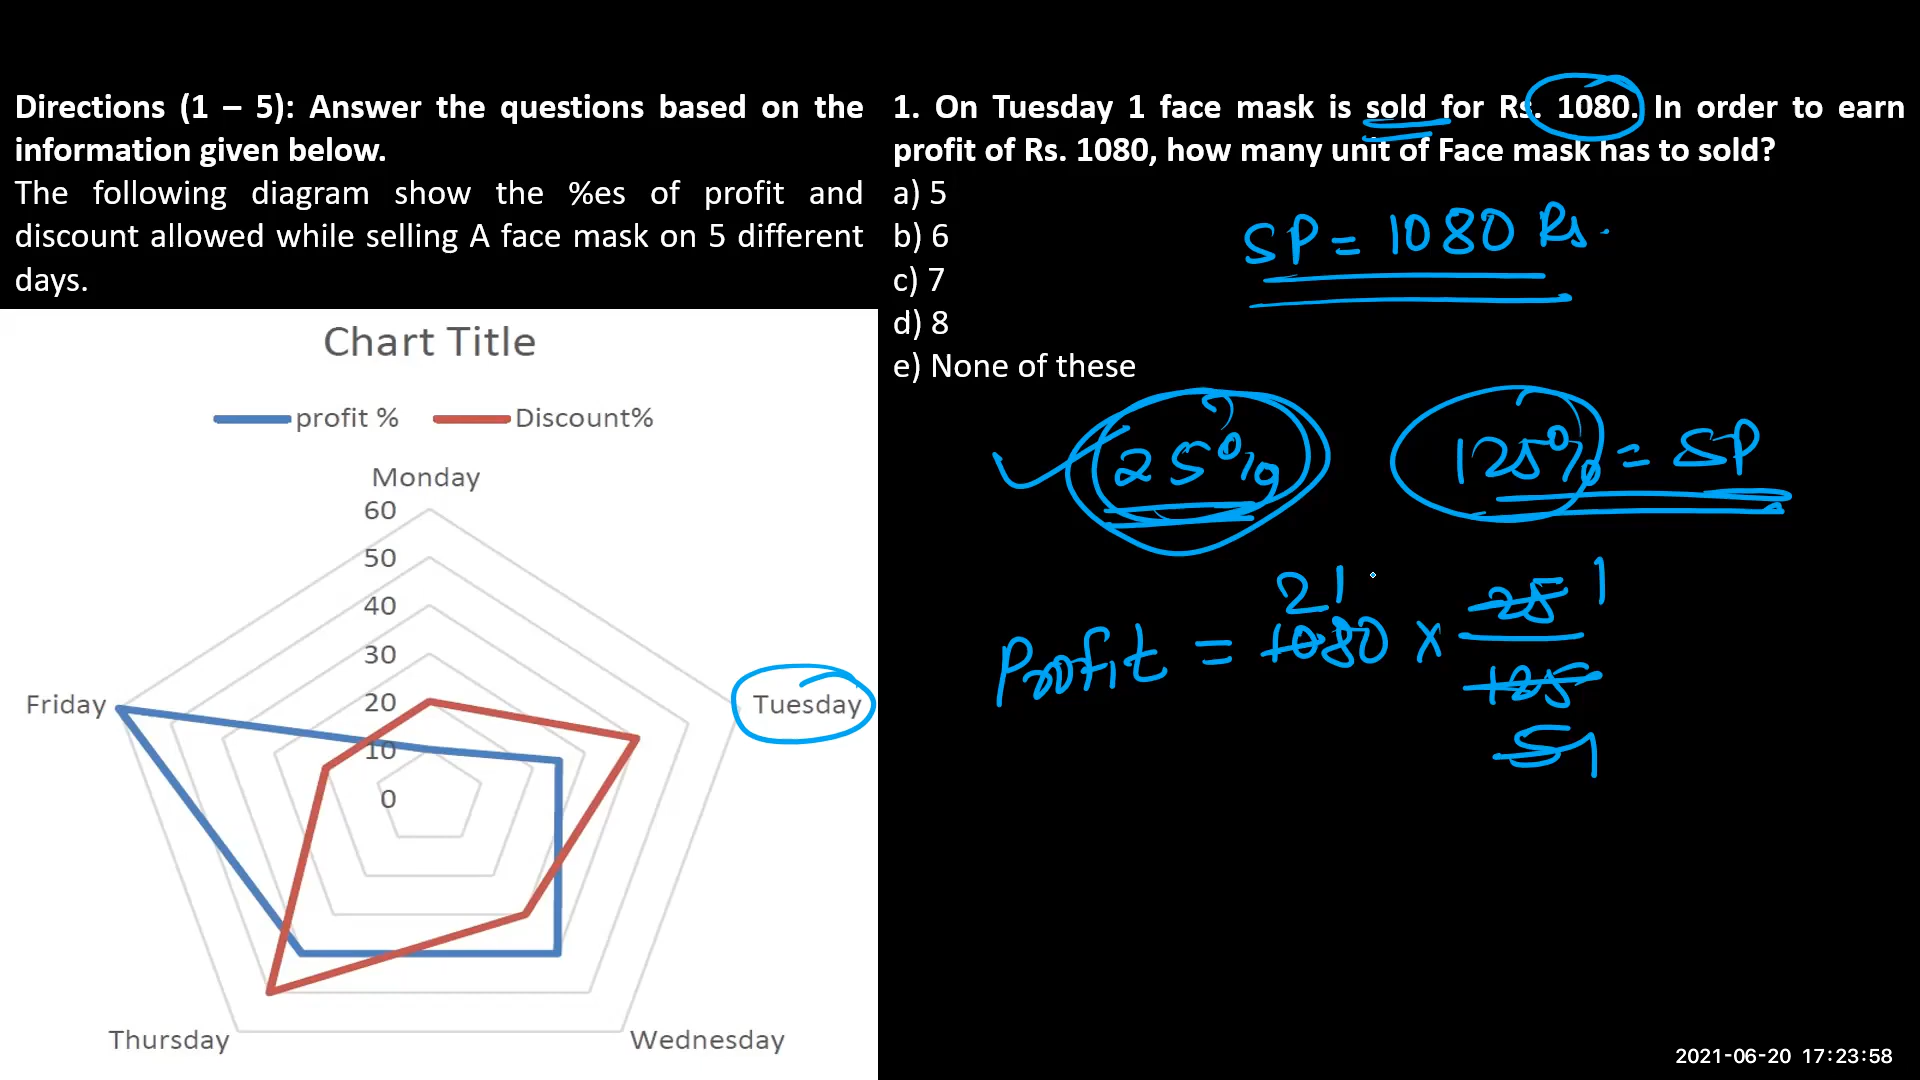 Directions (1 – 5): Answer the questions based on the
information given below.
The following diagram show the %es of profit and
discount allowed while selling A face mask on 5 different
days.
Chart Title
profit %
Discount%
Monday
60
50
40
30
20
10
0
Tuesday
Wednesday
Thursday
Friday
1. On Tuesday 1 face mask is sold for Rs. 1080. In order to earn
profit of Rs. 1080, how many unit of Face mask has to sold?
a) 5
b) 6
c) 7
d) 8
e) None of these
SP = 1080 Rs.
25%
125% = SP
21
Profit = 1080 × 25 1
125
5 1
2021-06-20 17:23:58